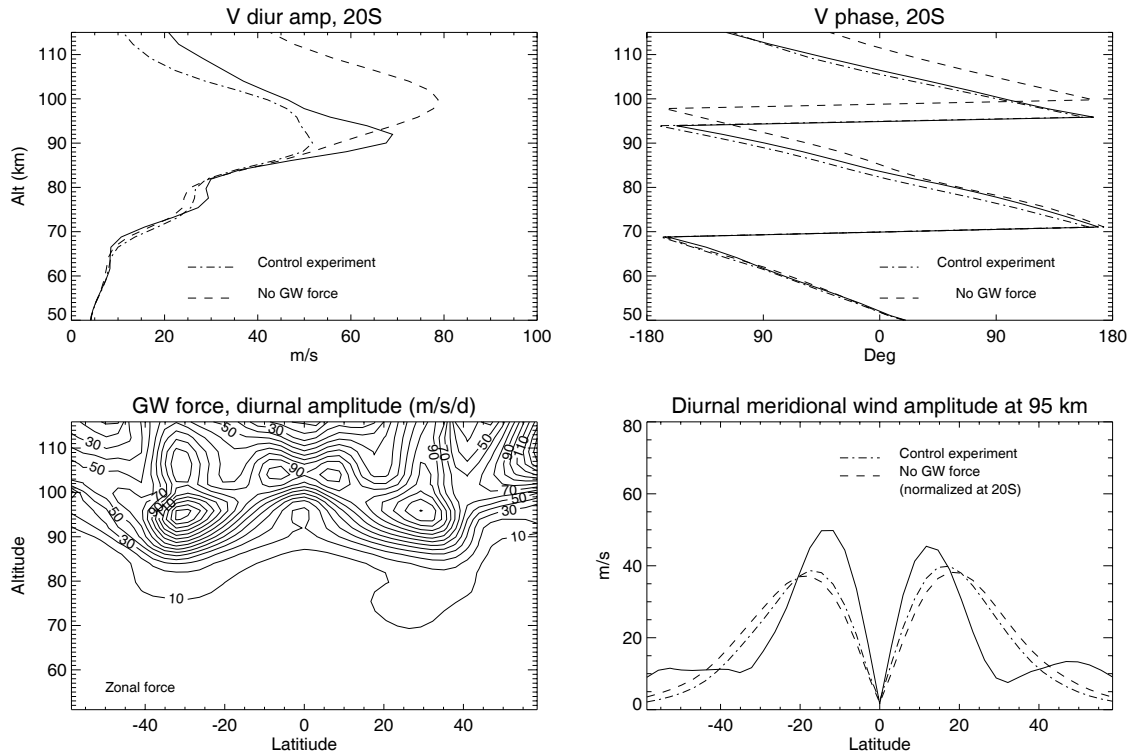 V diur amp, 20S
110
100
90
80
70
60
50
Alt (km)
Control experiment
No GW force
0 20 40 60 80 100
m/s
V phase, 20S
110
100
90
80
70
60
50
Control experiment
No GW force
-180 90 0 90 180
Deg
GW force, diurnal amplitude (m/s/d)
110
100
90
80
70
60
Altitude
30
50
50
30
50
90
70
50
110
90
70
50
30
70
90
50
30
10
10
Zonal force
-40 -20 0 20 40
Latitiude
Diurnal meridional wind amplitude at 95 km
80
60
40
20
0
m/s
Control experiment
No GW force
(normalized at 20S)
-40 -20 0 20 40
Latitude